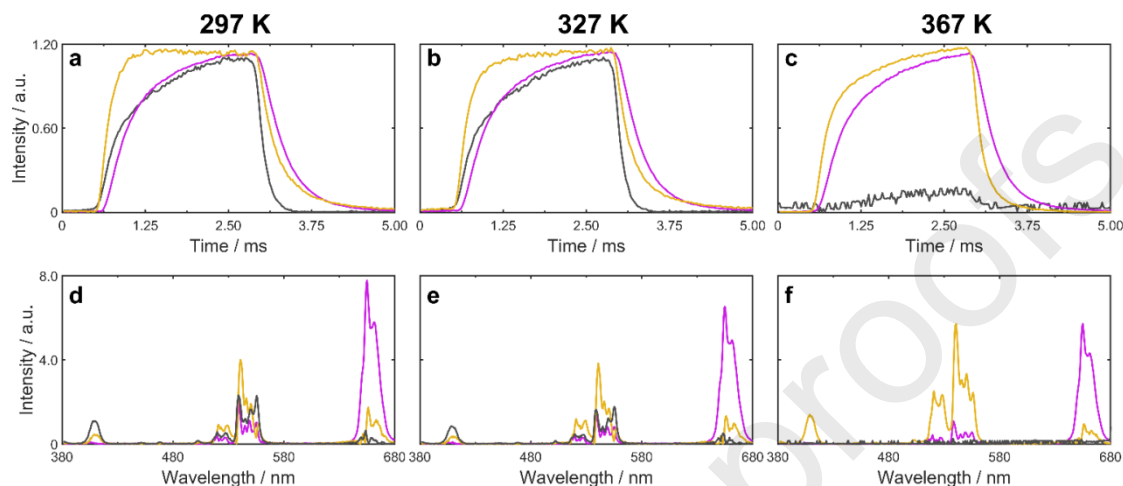 297 K
327 K
367 K
a
b
c
Intensity / a.u.
1.20
0.60
0
0
1.25
2.50
3.75
5.00
0
1.25
2.50
3.75
5.00
0
1.25
2.50
3.75
5.00
Time / ms
Time / ms
Time / ms
d
e
f
Intensity / a.u.
8.0
4.0
0
380
480
580
680
380
480
580
680
380
480
580
680
Wavelength / nm
Wavelength / nm
Wavelength / nm
proofs